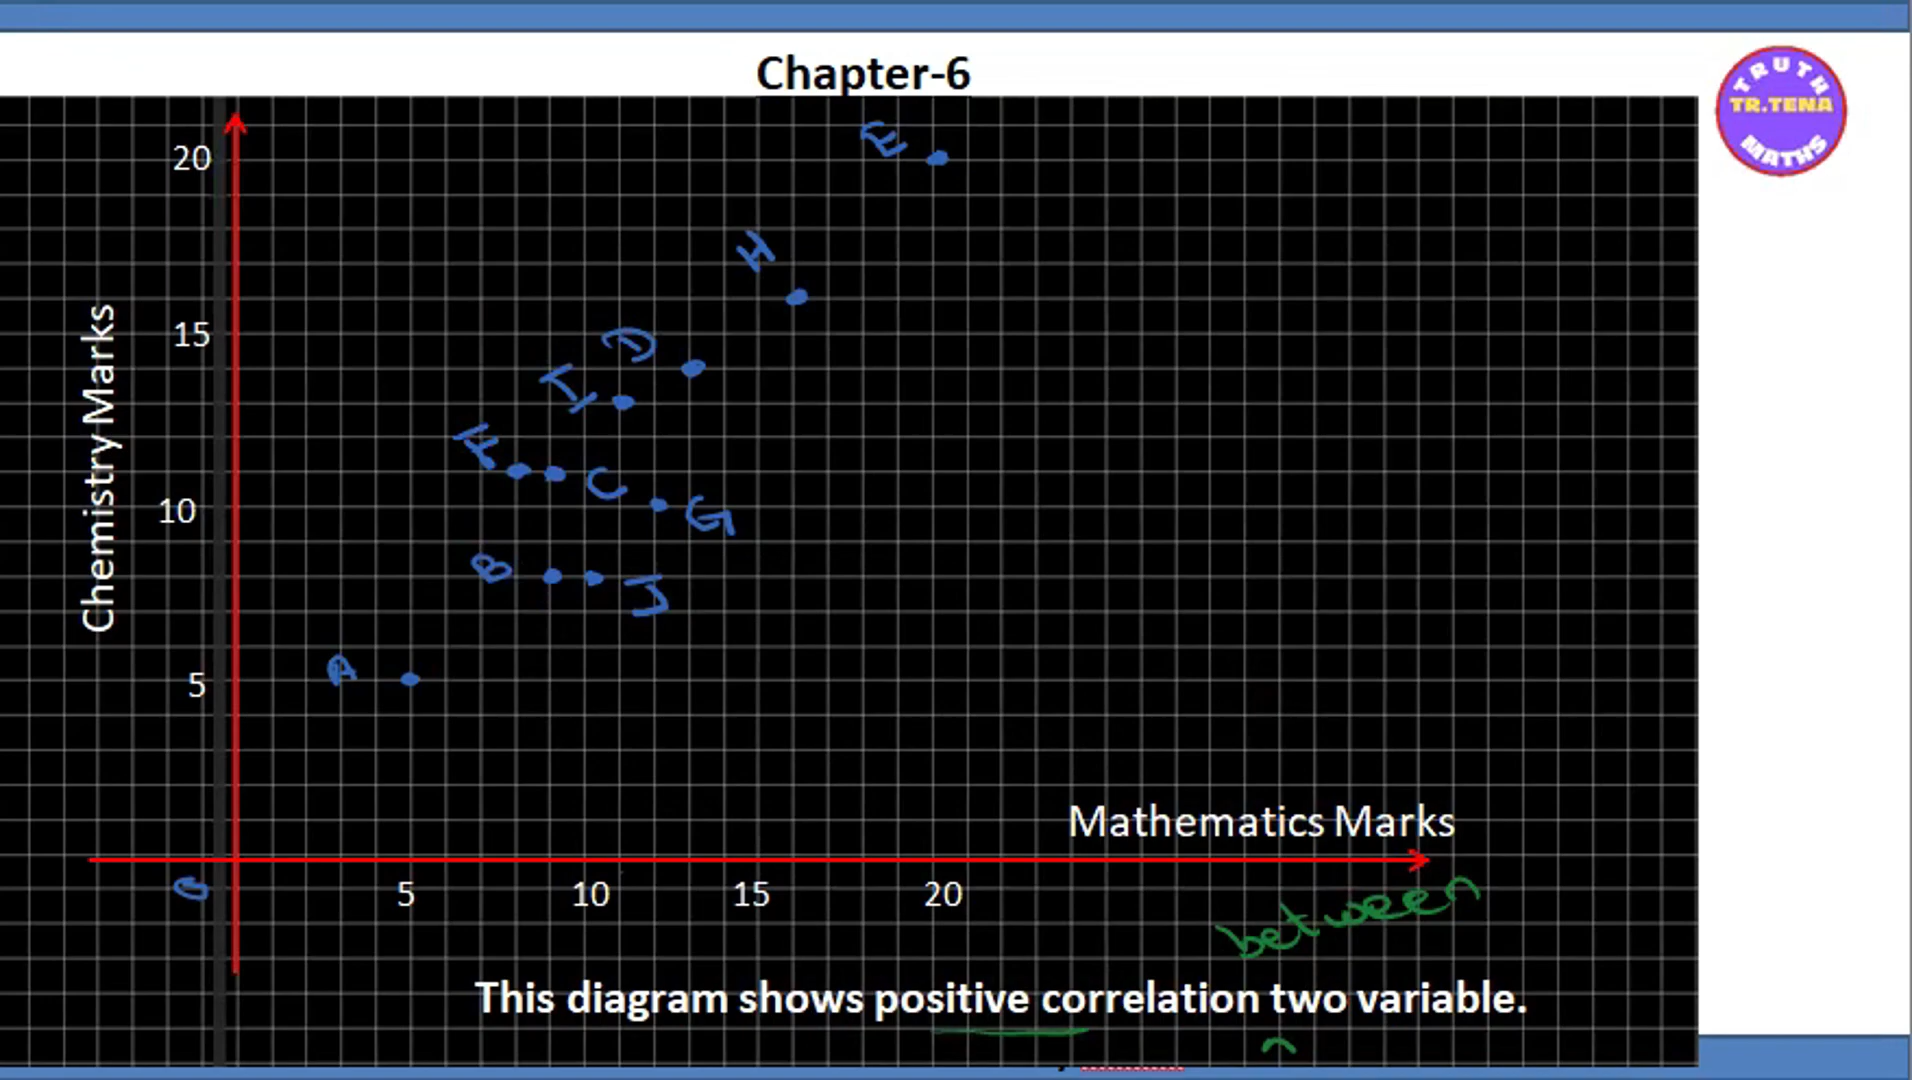 Chapter-6
TRUTH
TR.TENA
MATHS
20
E
H
15
D
I
F
C
10
G
B
J
Chemistry Marks
A
5
Mathematics Marks
0
5 10 15 20
between
This diagram shows positive correlation two variable.